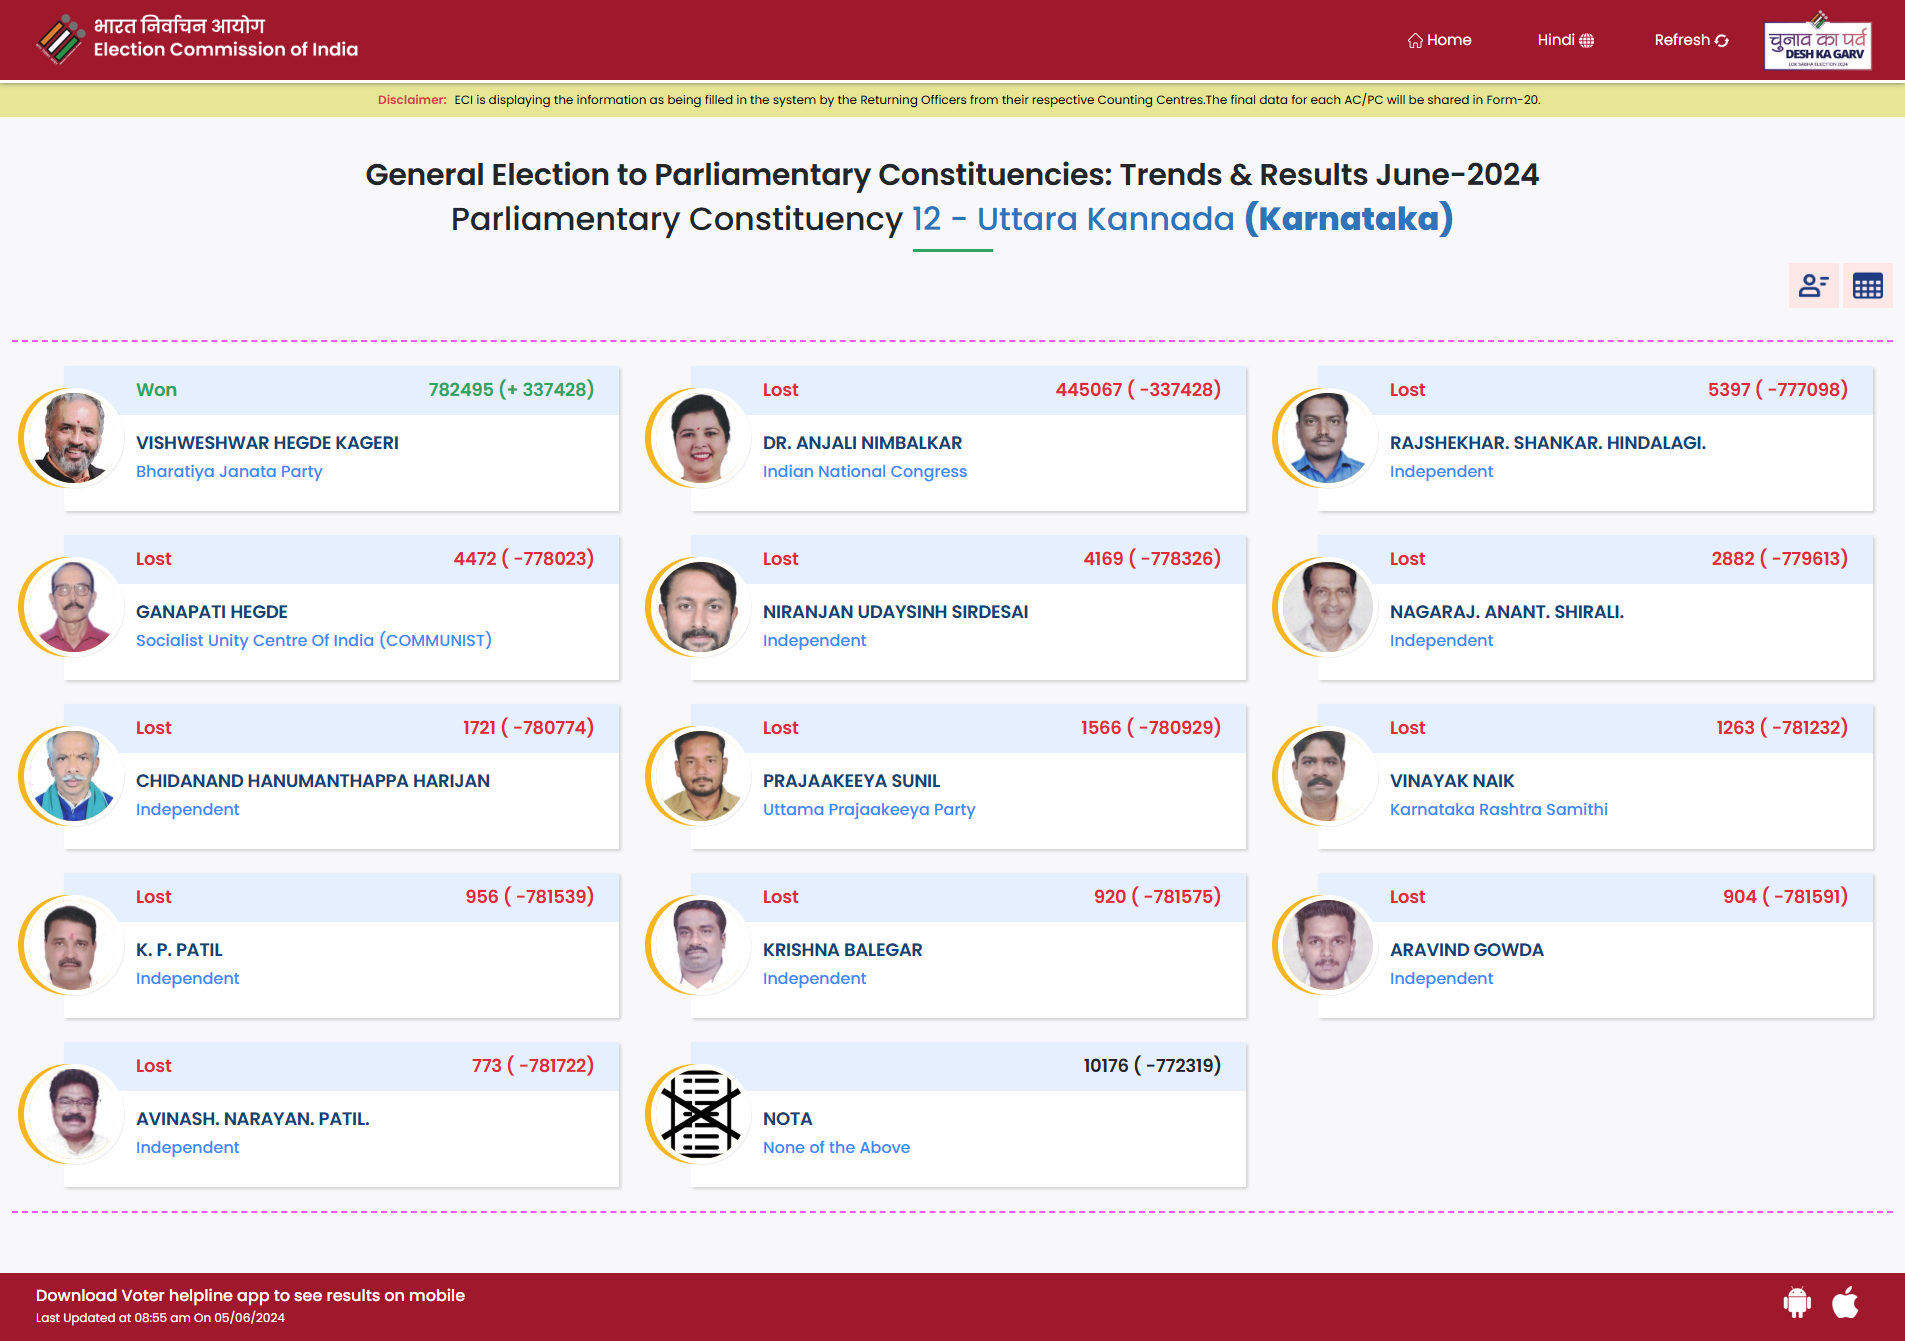 भारत निर्वाचन आयोग
Election Commission of India
Home
Hindi
Refresh
चुनाव का पर्व
DESH KA GARV
LOK SABHA ELECTION 2024
Disclaimer: ECI is displaying the information as being filled in the system by the Returning Officers from their respective Counting Centres.The final data for each AC/PC will be shared in Form-20.
General Election to Parliamentary Constituencies: Trends & Results June-2024
Parliamentary Constituency 12 - Uttara Kannada (Karnataka)
Won 782495 (+ 337428)
VISHWESHWAR HEGDE KAGERI
Bharatiya Janata Party
Lost 445067 ( -337428)
DR. ANJALI NIMBALKAR
Indian National Congress
Lost 5397 ( -777098)
RAJSHEKHAR. SHANKAR. HINDALAGI.
Independent
Lost 4472 ( -778023)
GANAPATI HEGDE
Socialist Unity Centre Of India (COMMUNIST)
Lost 4169 ( -778326)
NIRANJAN UDAYSINH SIRDESAI
Independent
Lost 2882 ( -779613)
NAGARAJ. ANANT. SHIRALI.
Independent
Lost 1721 ( -780774)
CHIDANAND HANUMANTHAPPA HARIJAN
Independent
Lost 1566 ( -780929)
PRAJAAKEEYA SUNIL
Uttama Prajaakeeya Party
Lost 1263 ( -781232)
VINAYAK NAIK
Karnataka Rashtra Samithi
Lost 956 ( -781539)
K. P. PATIL
Independent
Lost 920 ( -781575)
KRISHNA BALEGAR
Independent
Lost 904 ( -781591)
ARAVIND GOWDA
Independent
Lost 773 ( -781722)
AVINASH. NARAYAN. PATIL.
Independent
10176 ( -772319)
NOTA
None of the Above
Download Voter helpline app to see results on mobile
Last Updated at 08:55 am On 05/06/2024